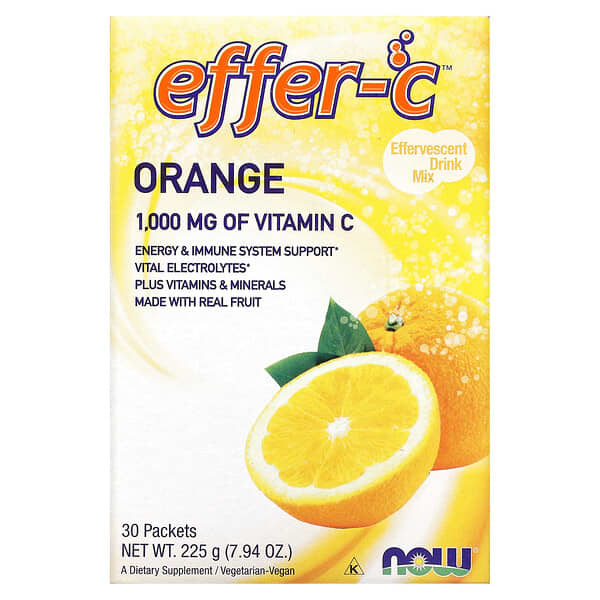 effer-c™
Effervescent
Drink
Mix
ORANGE
1,000 MG OF VITAMIN C
ENERGY & IMMUNE SYSTEM SUPPORT*
VITAL ELECTROLYTES*
PLUS VITAMINS & MINERALS
MADE WITH REAL FRUIT
30 Packets
NET WT. 225 g (7.94 OZ.)
A Dietary Supplement / Vegetarian-Vegan
K
now